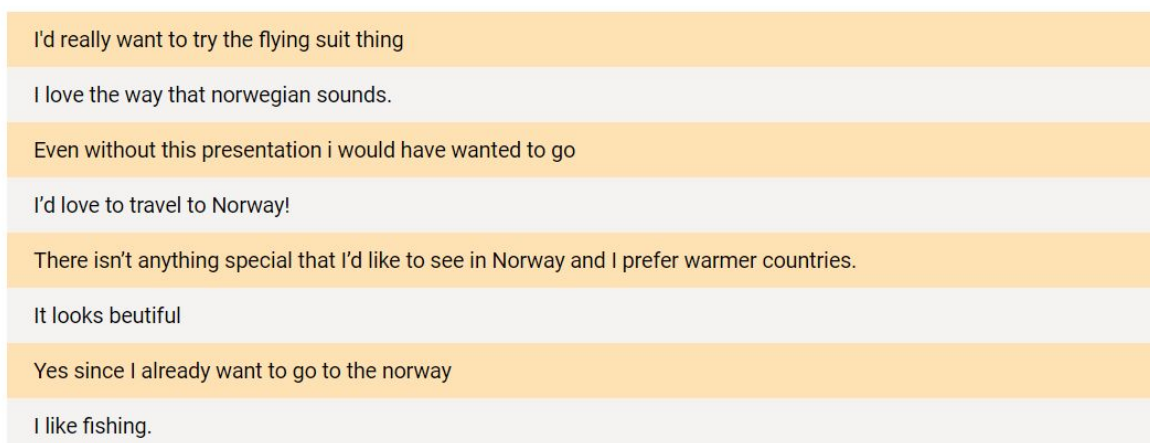 I'd really want to try the flying suit thing
I love the way that norwegian sounds.
Even without this presentation i would have wanted to go
I’d love to travel to Norway!
There isn’t anything special that I’d like to see in Norway and I prefer warmer countries.
It looks beutiful
Yes since I already want to go to the norway
I like fishing.